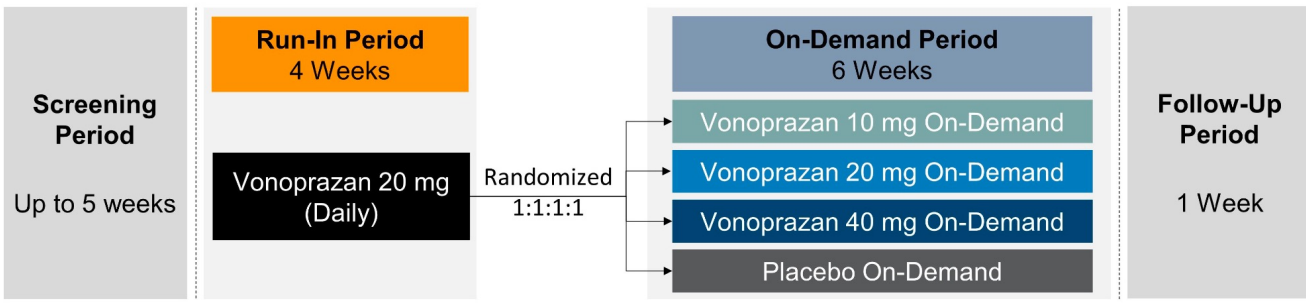 Screening
Period
Up to 5 weeks
Run-In Period
4 Weeks
Vonoprazan 20 mg
(Daily)
Randomized
1:1:1:1
On-Demand Period
6 Weeks
Vonoprazan 10 mg On-Demand
Vonoprazan 20 mg On-Demand
Vonoprazan 40 mg On-Demand
Placebo On-Demand
Follow-Up
Period
1 Week